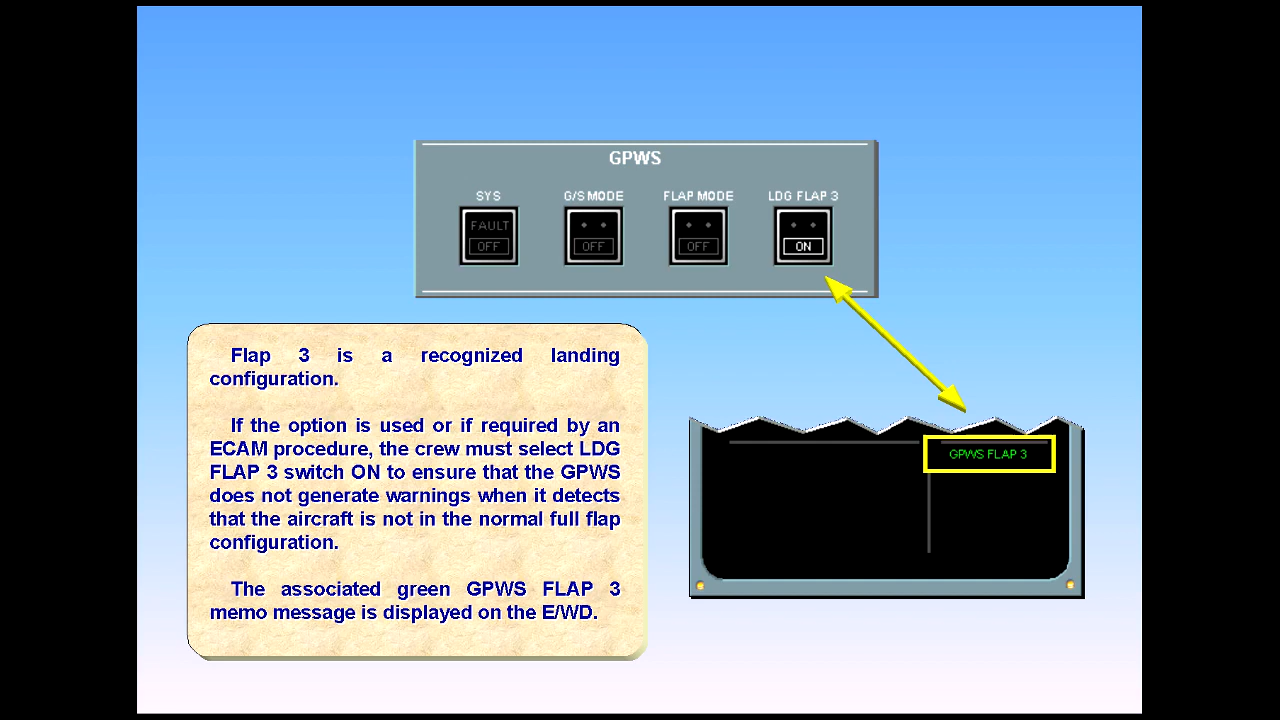 GPWS
SYS G/S MODE FLAP MODE LDG FLAP 3
FAULT
OFF OFF OFF ON
Flap 3 is a recognized landing
configuration.
If the option is used or if required by an
ECAM procedure, the crew must select LDG
FLAP 3 switch ON to ensure that the GPWS
does not generate warnings when it detects
that the aircraft is not in the normal full flap
configuration.
The associated green GPWS FLAP 3
memo message is displayed on the E/WD.
GPWS FLAP 3